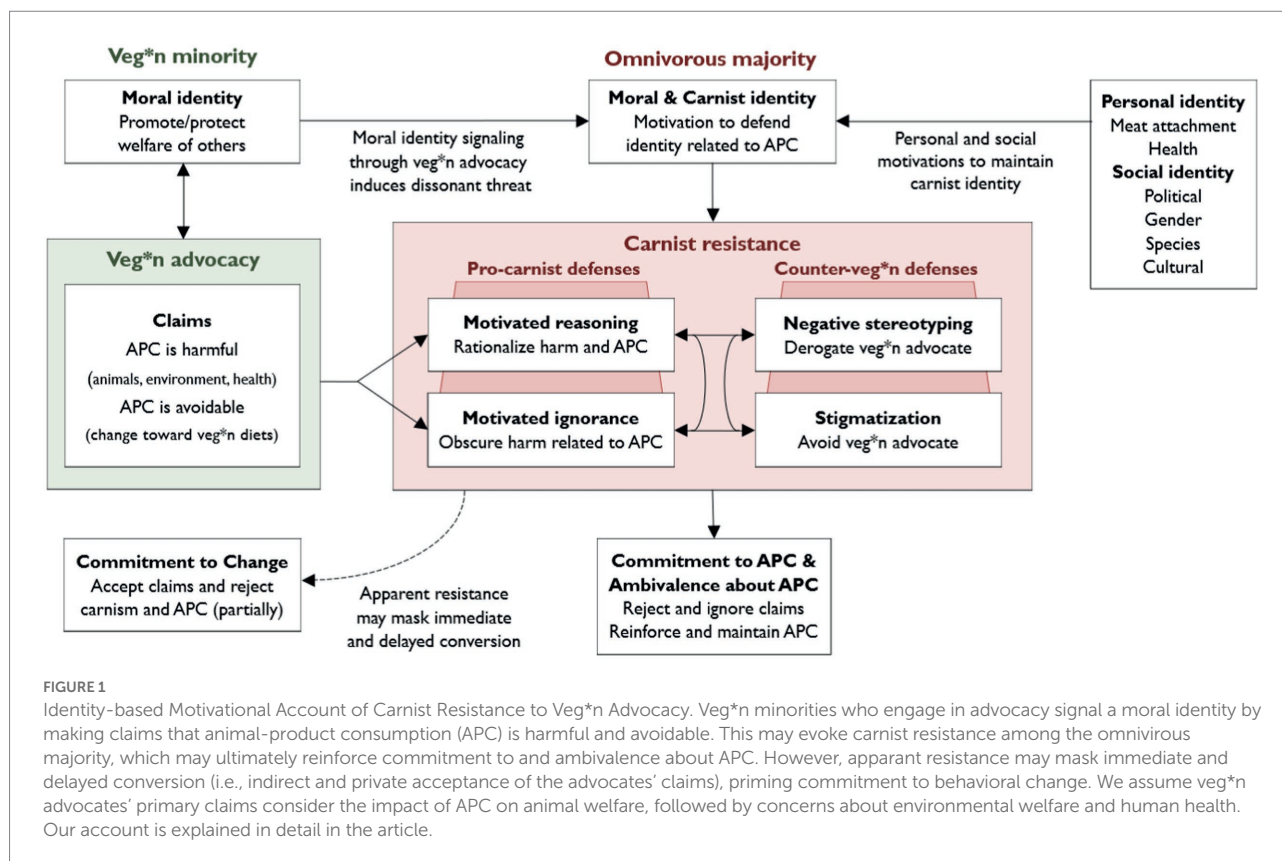 Veg*n minority
Moral identity
Promote/protect
welfare of others
Moral identity signaling
through veg*n advocacy
induces dissonant threat
Omnivorous majority
Moral & Carnist identity
Motivation to defend
identity related to APC
Personal and social
motivations to maintain
carnist identity
Personal identity
Meat attachment
Health
Social identity
Political
Gender
Species
Cultural
Veg*n advocacy
Claims
APC is harmful
(animals, environment, health)
APC is avoidable
(change toward veg*n diets)
Carnist resistance
Pro-carnist defenses
Counter-veg*n defenses
Motivated reasoning
Rationalize harm and APC
Negative stereotyping
Derogate veg*n advocate
Motivated ignorance
Obscure harm related to APC
Stigmatization
Avoid veg*n advocate
Commitment to Change
Accept claims and reject
carnism and APC (partially)
Apparent resistance
may mask immediate
and delayed conversion
Commitment to APC &
Ambivalence about APC
Reject and ignore claims
Reinforce and maintain APC
FIGURE 1
Identity-based Motivational Account of Carnist Resistance to Veg*n Advocacy. Veg*n minorities who engage in advocacy signal a moral identity by
making claims that animal-product consumption (APC) is harmful and avoidable. This may evoke carnist resistance among the omnivirous
majority, which may ultimately reinforce commitment to and ambivalence about APC. However, apparant resistance may mask immediate and
delayed conversion (i.e., indirect and private acceptance of the advocates' claims), priming commitment to behavioral change. We assume veg*n
advocates' primary claims consider the impact of APC on animal welfare, followed by concerns about environmental welfare and human health.
Our account is explained in detail in the article.